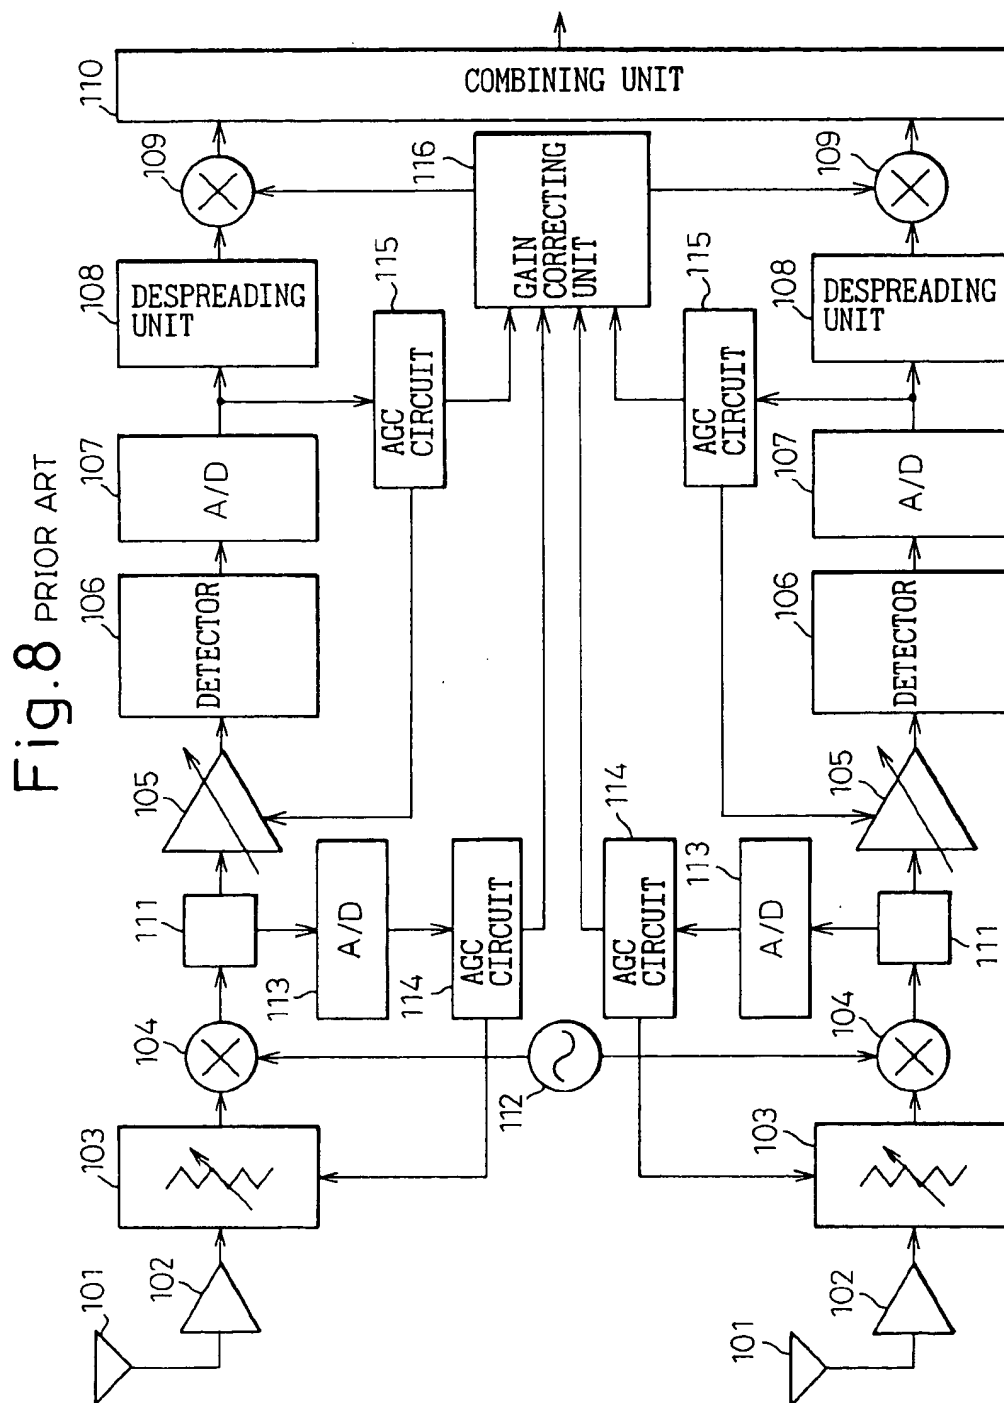 Fig.8 PRIOR ART
101
102
103
104
111
105
106
DETECTOR
107
A/D
108
DESPREADING
UNIT
109
110
COMBINING UNIT
113
A/D
114
AGC
CIRCUIT
115
AGC
CIRCUIT
116
GAIN
CORRECTING
UNIT
112
114
AGC
CIRCUIT
113
A/D
115
AGC
CIRCUIT
101
102
103
104
111
105
106
DETECTOR
107
A/D
108
DESPREADING
UNIT
109